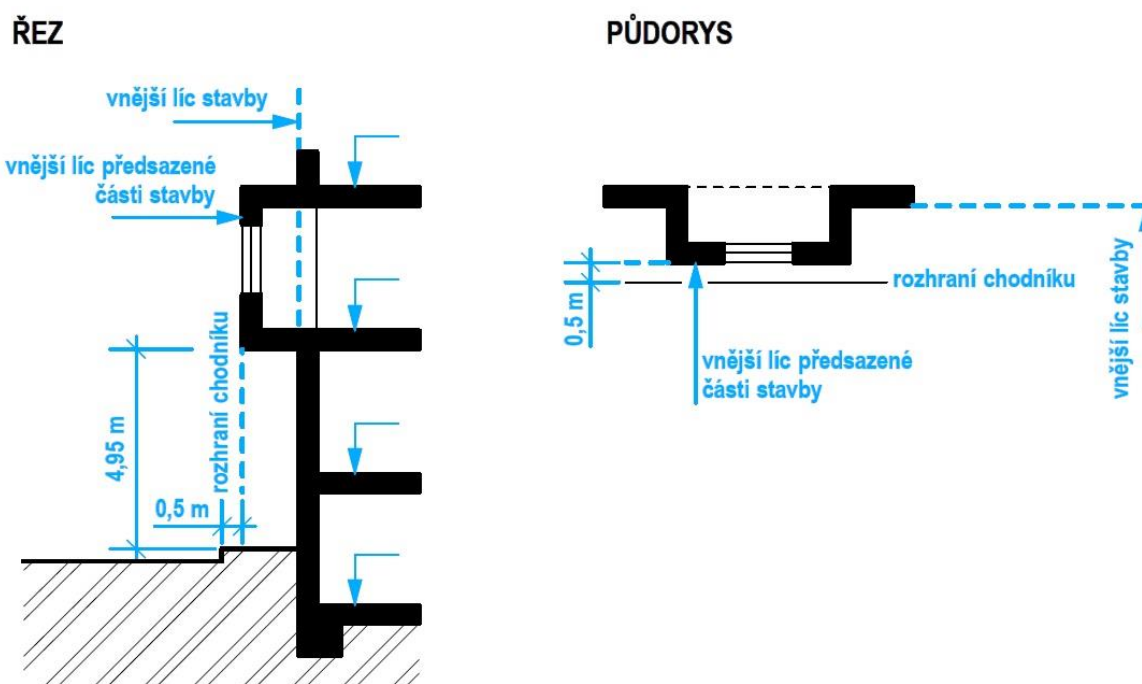 ŘEZ
vnější líc stavby
vnější líc předsazené
části stavby
rozhraní chodníku
4,95 m
0,5 m
PŮDORYS
0,5 m
rozhraní chodníku
vnější líc předsazené
části stavby
vnější líc stavby